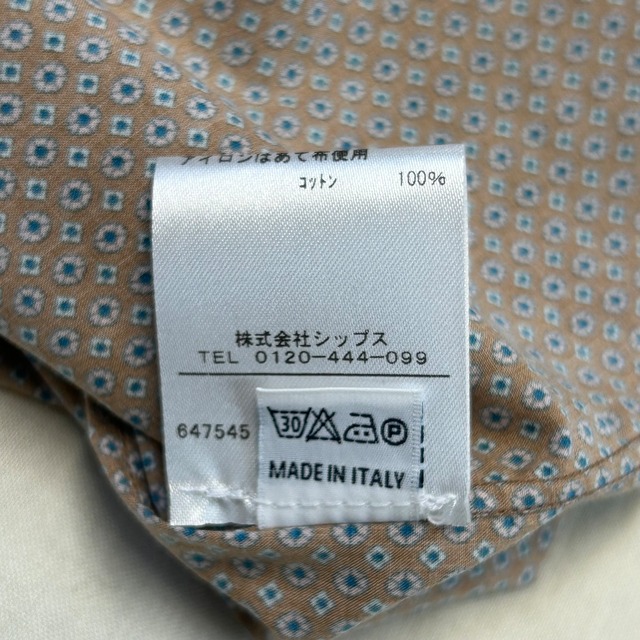 アイロンはあて布使用
コットン 100%
株式会社シップス
TEL 0120-444-099
647545
30 P
MADE IN ITALY